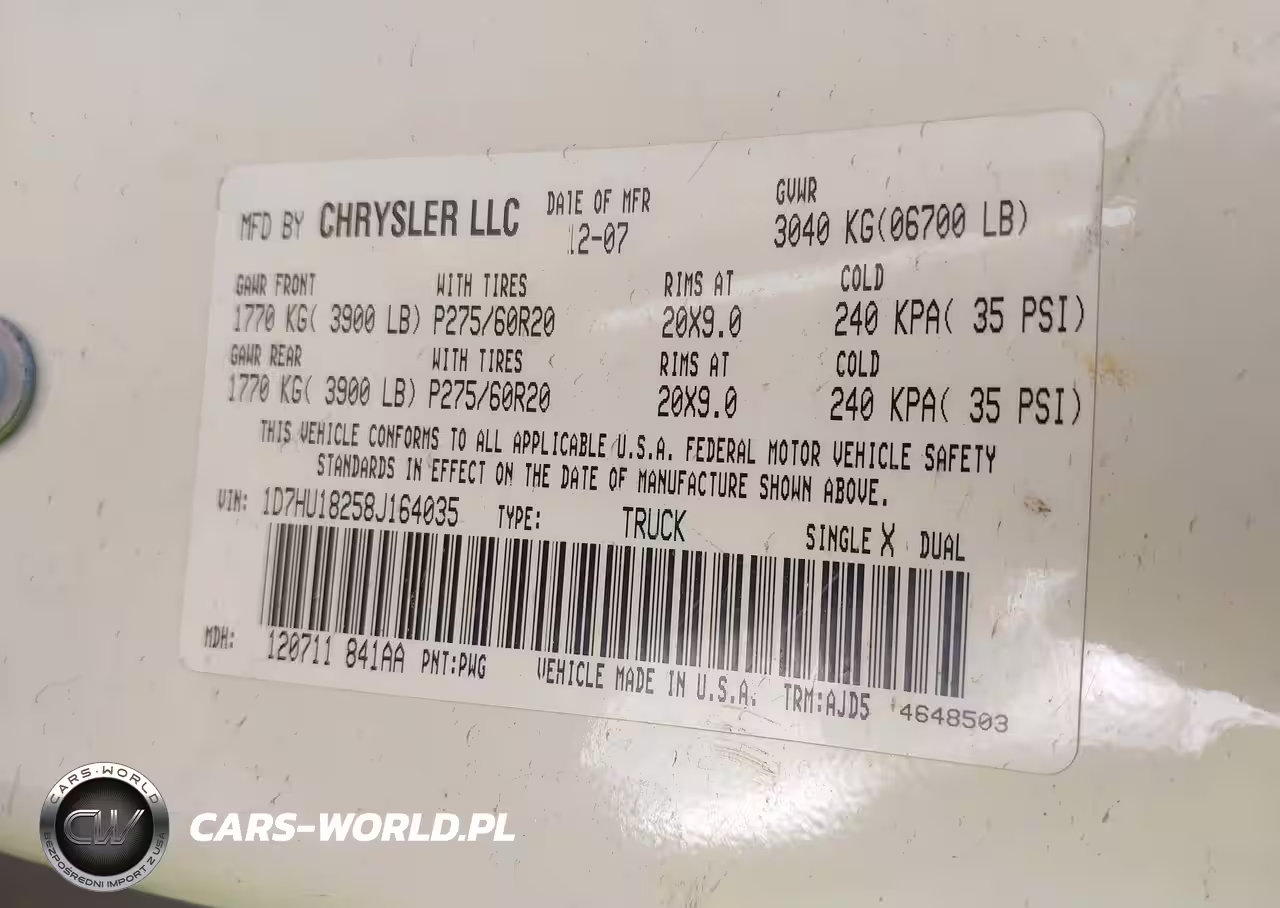 MFD BY CHRYSLER LLC DATE OF MFR GVWR
12-07 3040 KG(06700 LB)
GAWR FRONT WITH TIRES RIMS AT COLD
1770 KG( 3900 LB) P275/60R20 20X9.0 240 KPA( 35 PSI)
GAWR REAR WITH TIRES RIMS AT COLD
1770 KG( 3900 LB) P275/60R20 20X9.0 240 KPA( 35 PSI)
THIS VEHICLE CONFORMS TO ALL APPLICABLE U.S.A. FEDERAL MOTOR VEHICLE SAFETY
STANDARDS IN EFFECT ON THE DATE OF MANUFACTURE SHOWN ABOVE.
VIN: 1D7HU18258J164035 TYPE: TRUCK SINGLE X DUAL
MDH: 120711 841AA PNT:PWG VEHICLE MADE IN U.S.A. TRM:AJD5 4648503
CARS-WORLD
CW
BEZPOŚREDNI IMPORT Z USA
CARS-WORLD.PL